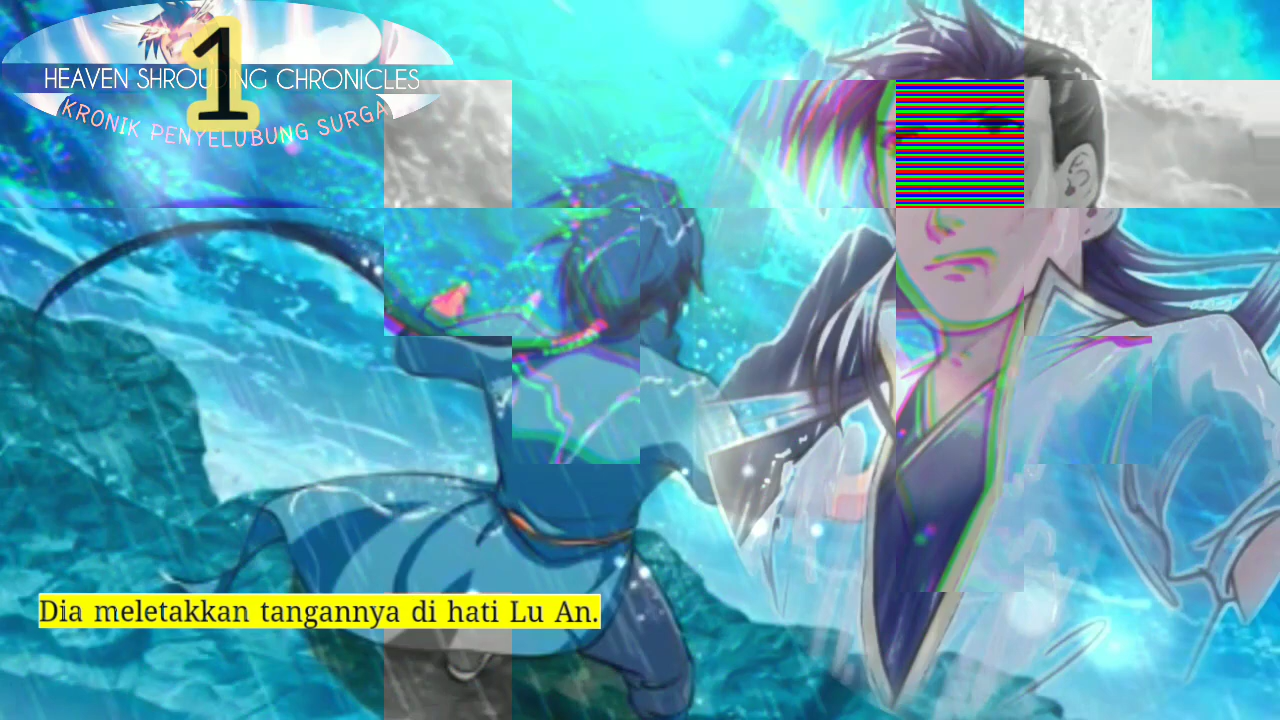 1
HEAVEN SHROUDING CHRONICLES
KRONIK PENYELUBUNG SURGA
Dia meletakkan tangannya di hati Lu An.